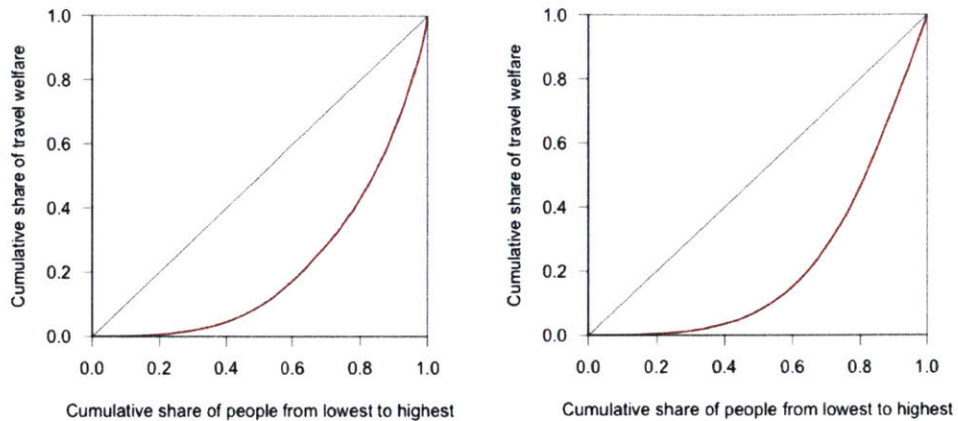 Cumulative share of travel welfare
1.0
0.8
0.6
0.4
0.2
0.0
0.0 0.2 0.4 0.6 0.8 1.0
Cumulative share of people from lowest to highest
Cumulative share of travel welfare
1.0
0.8
0.6
0.4
0.2
0.0
0.0 0.2 0.4 0.6 0.8 1.0
Cumulative share of people from lowest to highest